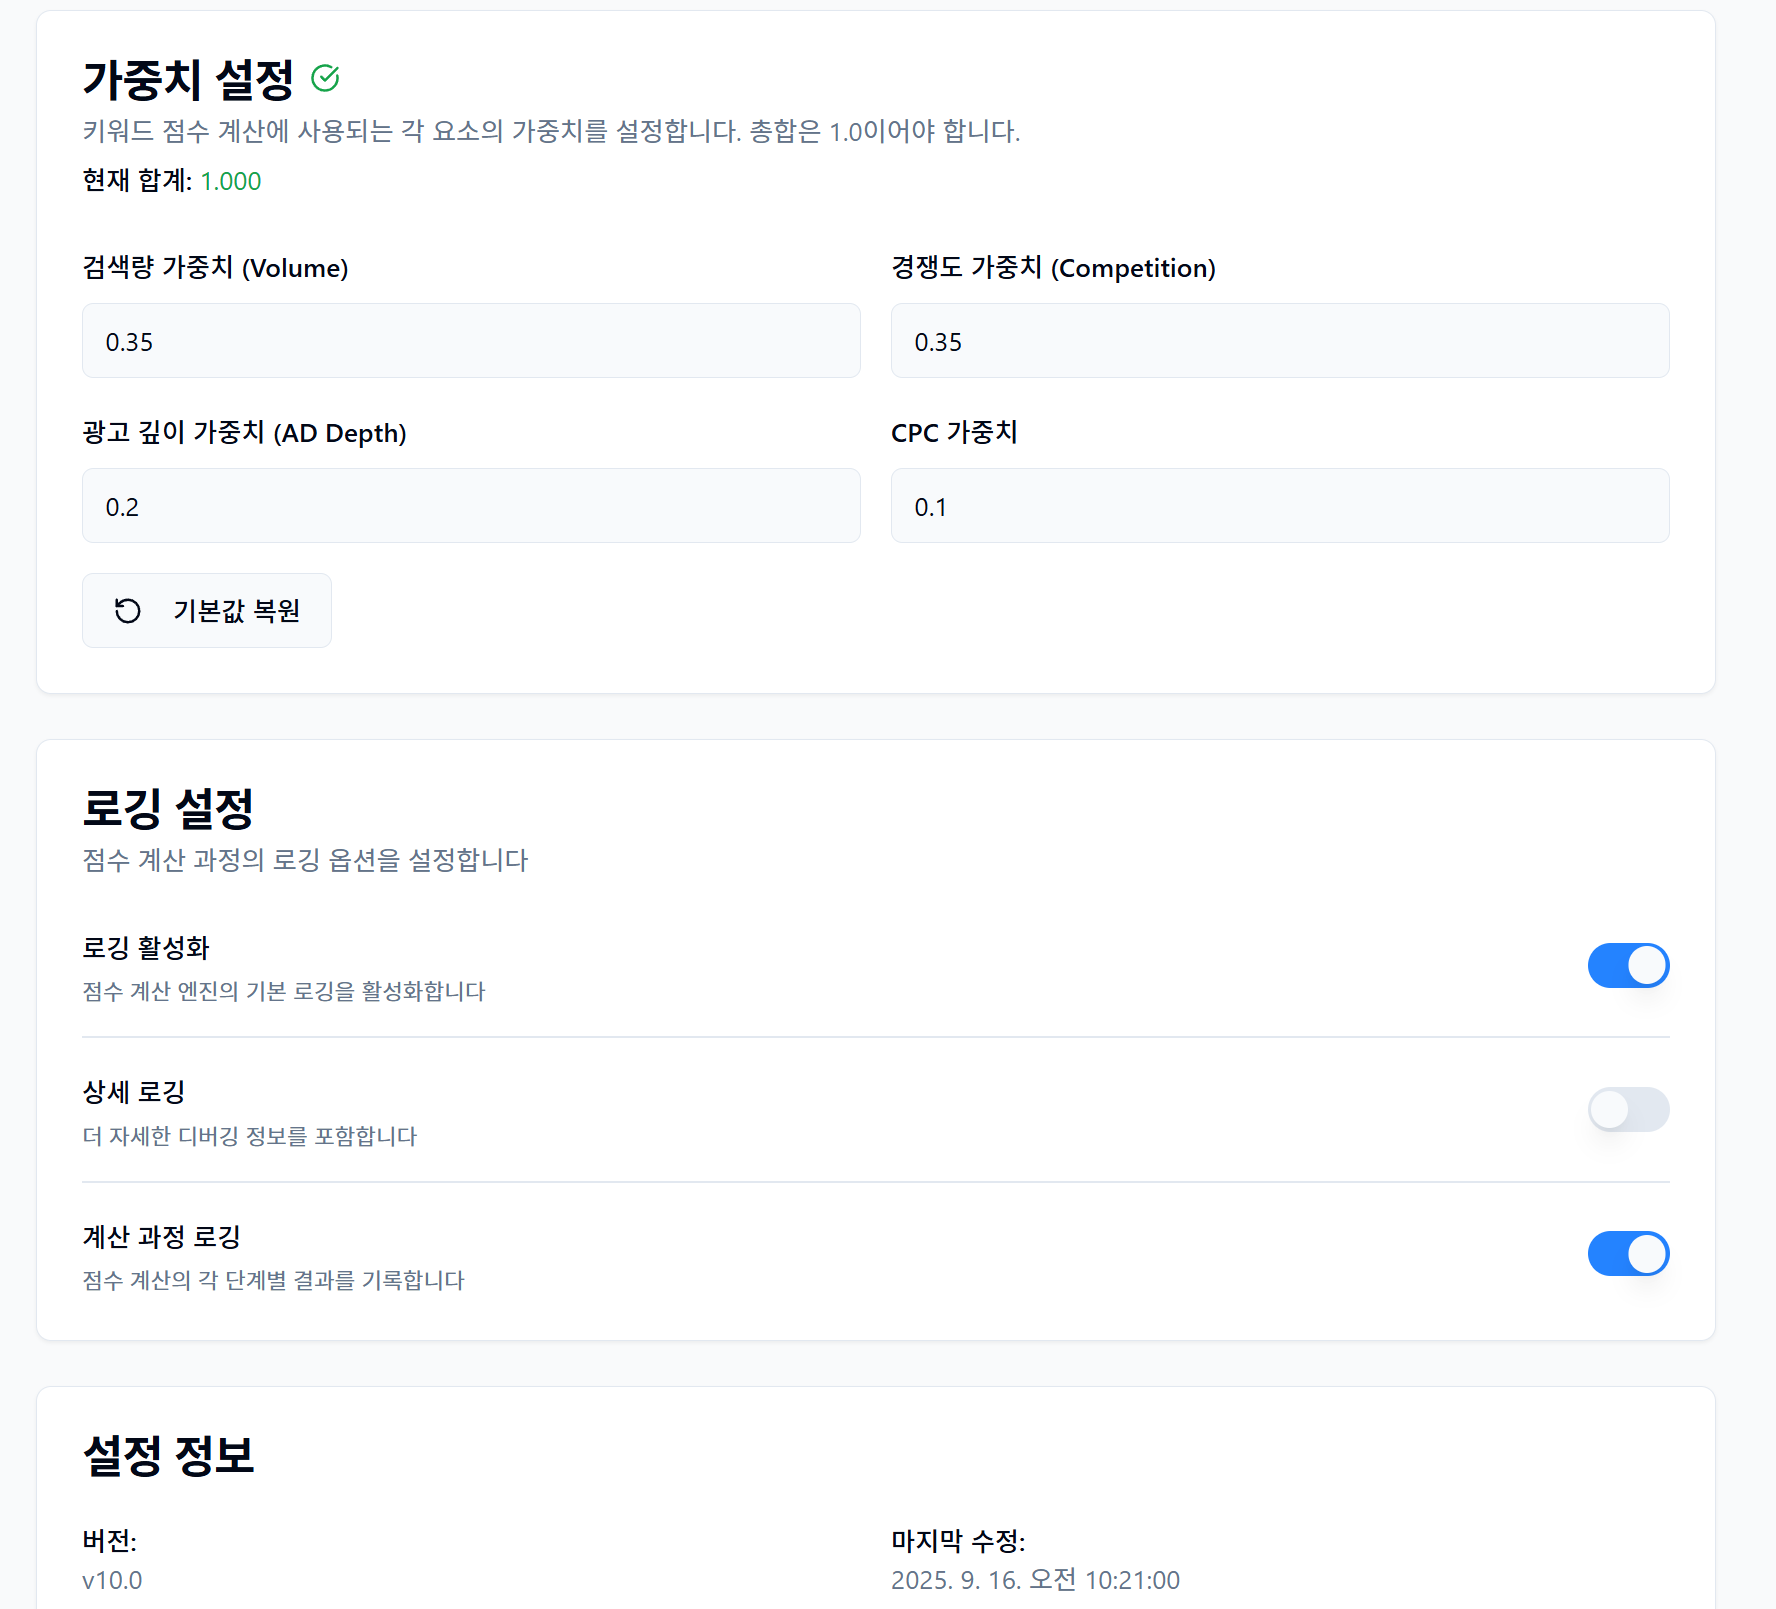 가중치 설정
키워드 점수 계산에 사용되는 각 요소의 가중치를 설정합니다. 총합은 1.0이어야 합니다.
현재 합계: 1.000
검색량 가중치 (Volume)
경쟁도 가중치 (Competition)
0.35
0.35
광고 깊이 가중치 (AD Depth)
CPC 가중치
0.2
0.1
기본값 복원
로깅 설정
점수 계산 과정의 로깅 옵션을 설정합니다
로깅 활성화
점수 계산 엔진의 기본 로깅을 활성화합니다
상세 로깅
더 자세한 디버깅 정보를 포함합니다
계산 과정 로깅
점수 계산의 각 단계별 결과를 기록합니다
설정 정보
버전:
마지막 수정:
v10.0
2025. 9. 16. 오전 10:21:00